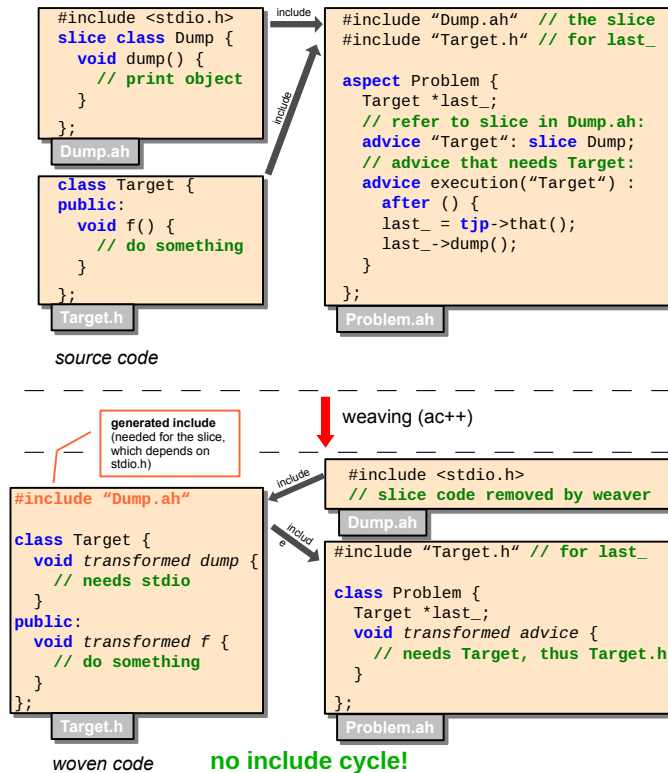 #include <stdio.h>
slice class Dump {
void dump() {
// print object
}
};
Dump.ah
include
#include “Dump.ah“ // the slice
#include “Target.h“ // for last_
aspect Problem {
Target *last_;
// refer to slice in Dump.ah:
advice “Target“: slice Dump;
// advice that needs Target:
advice execution(“Target“) :
after () {
last_ = tjp->that();
last_->dump();
}
};
Problem.ah
include
class Target {
public:
void f() {
// do something
}
};
Target.h
source code
weaving (ac++)
generated include
(needed for the slice,
which depends on
stdio.h)
#include “Dump.ah“
class Target {
void transformed dump {
// needs stdio
}
public:
void transformed f {
// do something
}
};
Target.h
woven code
include
#include <stdio.h>
// slice code removed by weaver
Dump.ah
includ
e
#include “Target.h“ // for last_
class Problem {
Target *last_;
void transformed advice {
// needs Target, thus Target.h
}
};
Problem.ah
no include cycle!